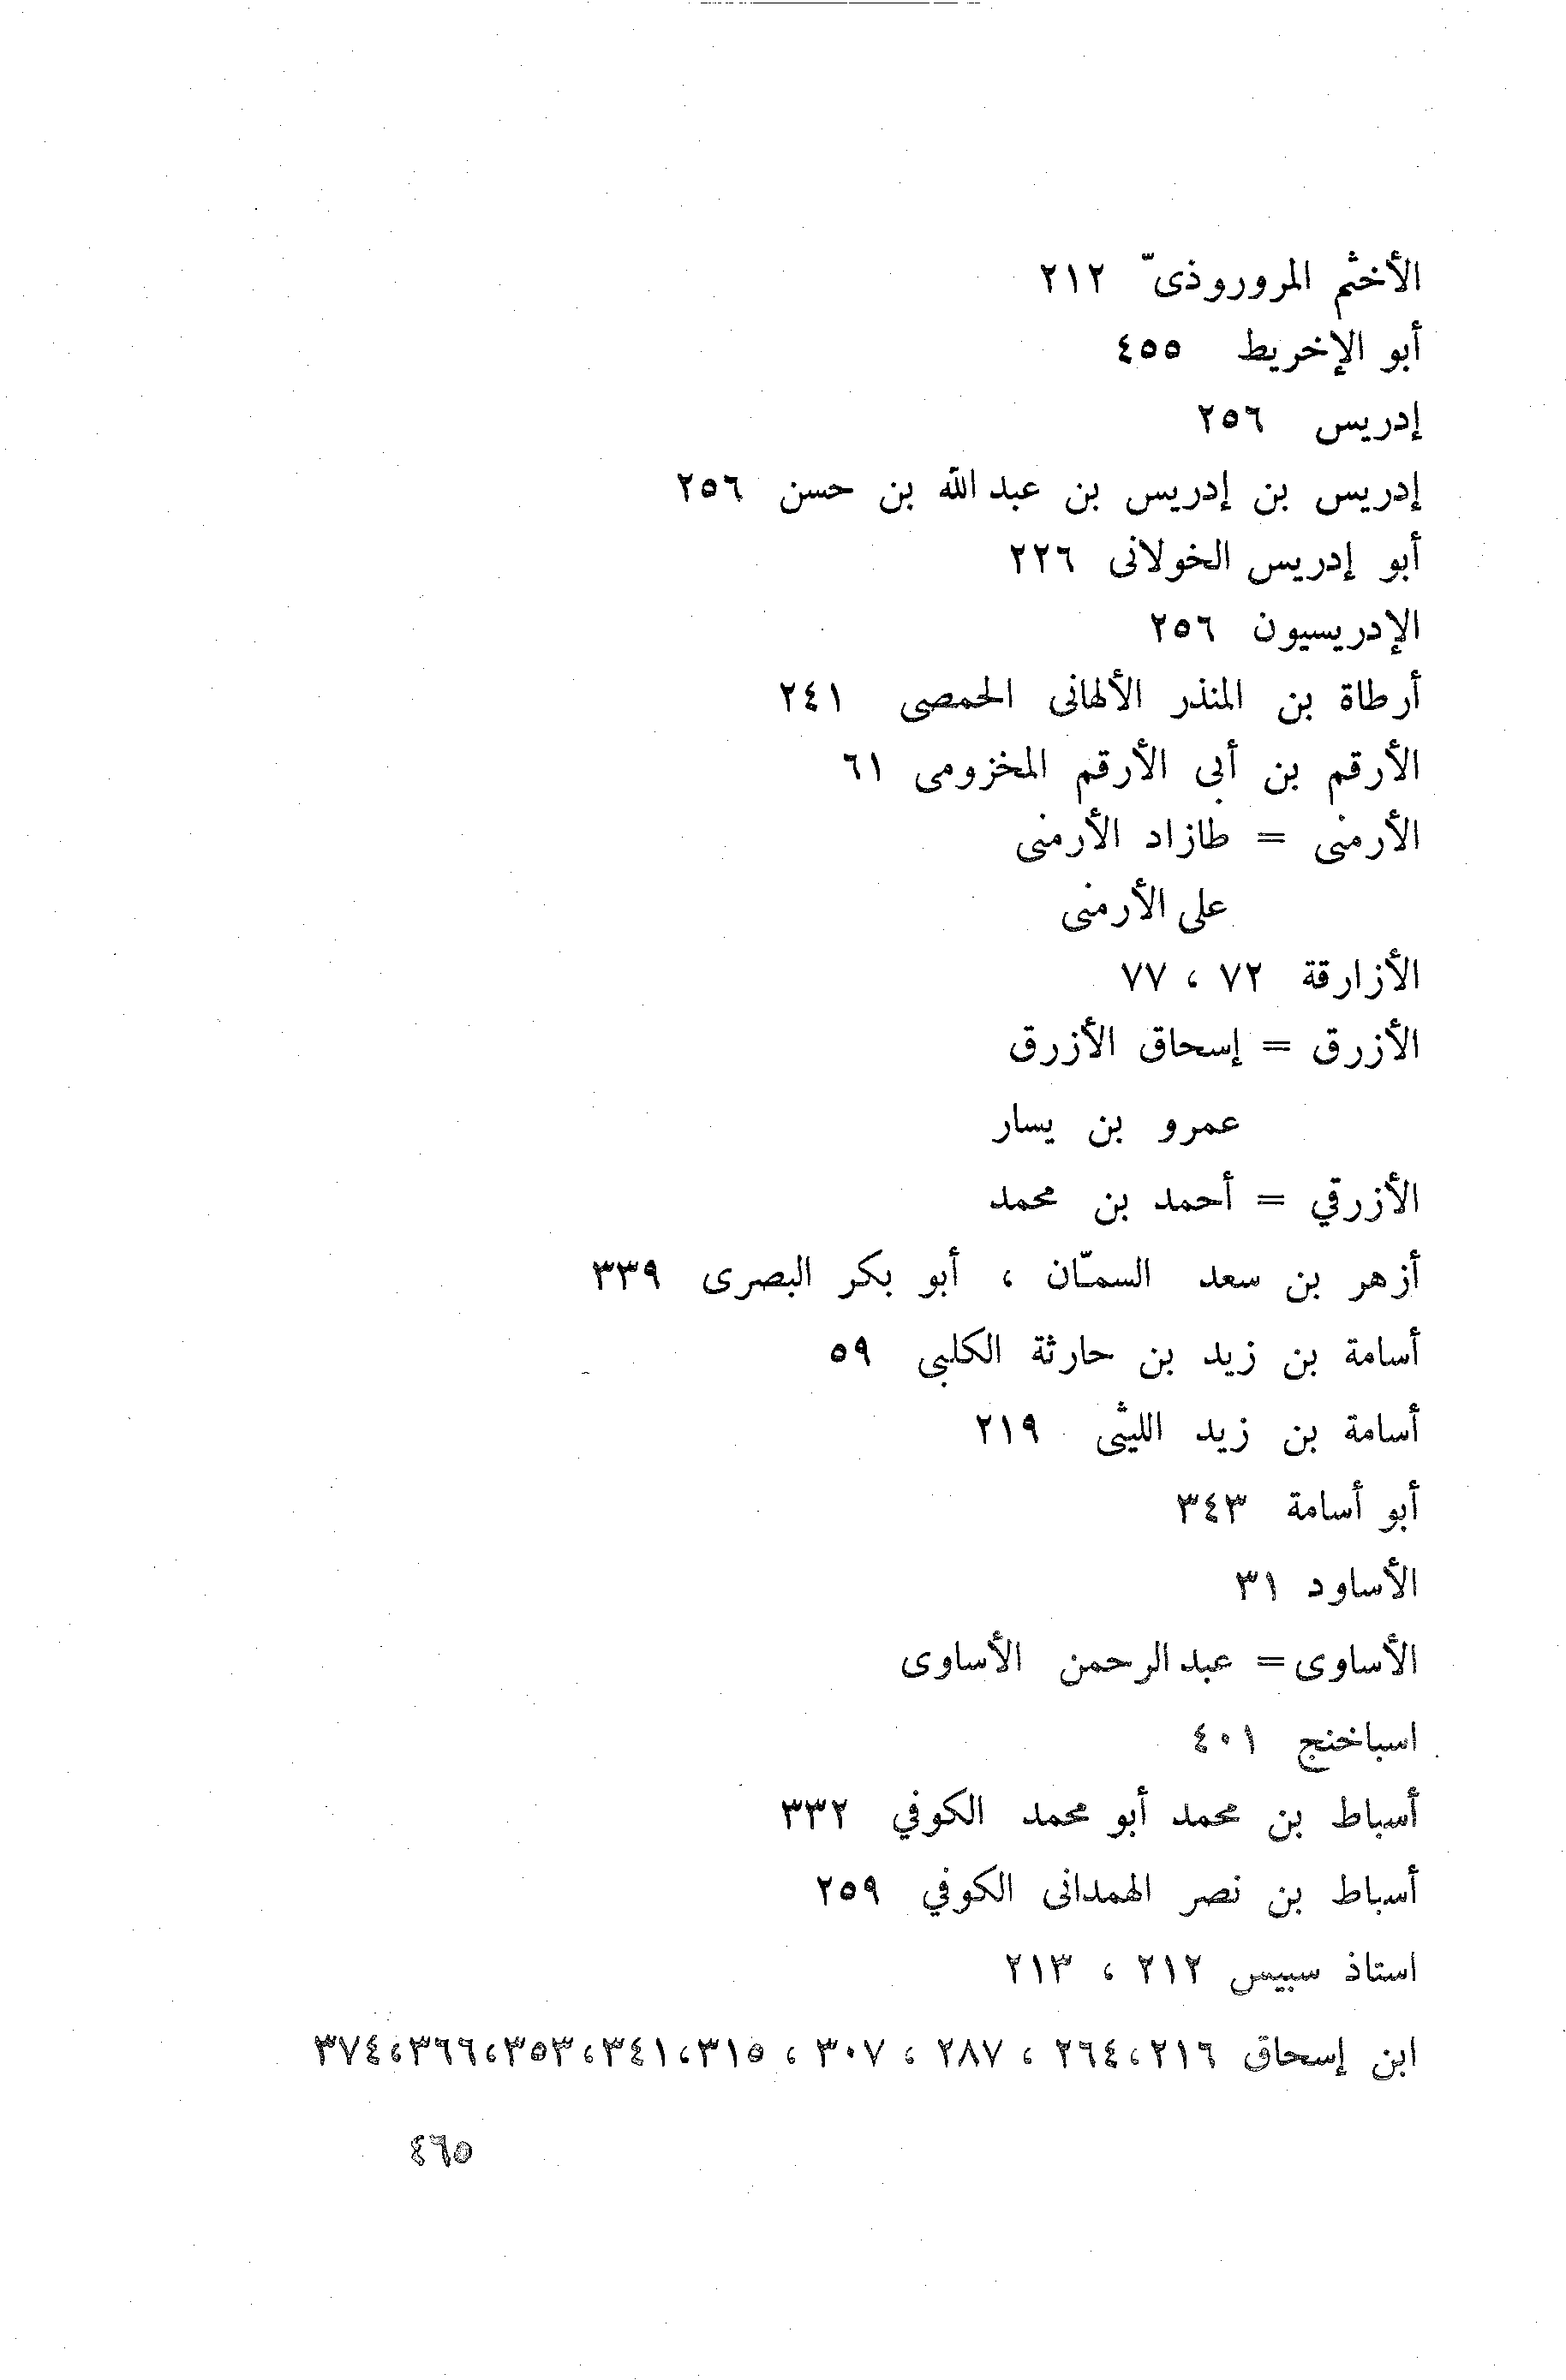 الأخثم المروروذىّ ٢١٢
أبو الإخريط ٤٥٥
إدريس ٢٥٦
إدريس بن إدريس بن عبد الله بن حسن ٢٥٦
أبو إدريس الخولانى ٢٢٦
الإدريسيون ٢٥٦
أرطاة بن المنذر الألهانى الحمصى ٢٤١
الأرقم بن أبى الأرقم المخزومى ٦١
الأرمنى = طازاد الأرمنى
على الأرمنى
الأزارقة ٧٢ ، ٧٧
الأزرق = إسحاق الأزرق
عمرو بن يسار
الأزرقي = أحمد بن محمد
أزهر بن سعد السمّان ، أبو بكر البصرى ٣٣٩
أسامة بن زيد بن حارثة الكلبى ٥٩
أسامة بن زيد الليثى ٢١٩
أبو أسامة ٣٤٣
الأساود ٣١
الأساوى = عبد الرحمن الأساوى
اسباخنج ٤٠١
أسباط بن محمد أبو محمد الكوفي ٣٣٢
أسباط بن نصر الهمدانى الكوفي ٢٥٩
استاذ سبيس ٢١٢ ، ٢١٣
ابن إسحاق ٢١٦،٢٦٤ ، ٢٨٧ ، ٣٠٧ ، ٣١٥،٣٤١،٣٥٣،٣٦٦،٣٧٤
٤٦٥